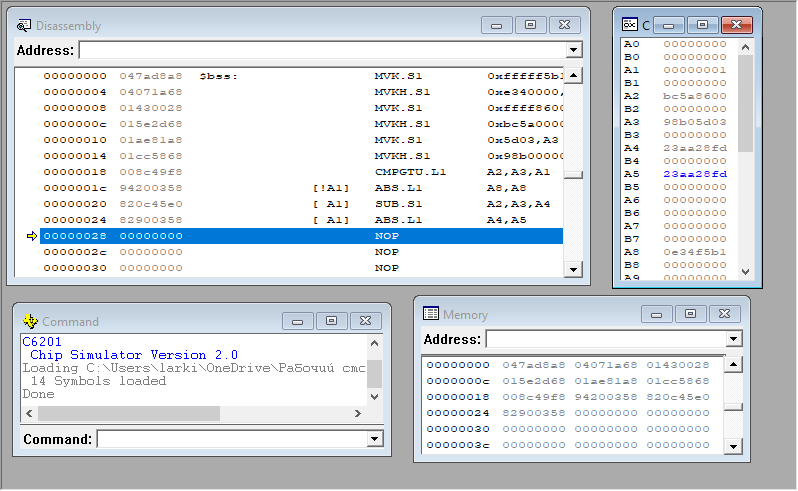 Disassembly
Address:
00000000 047ad8a8 $bss: MVK.S1 0xfffff5b1
00000004 04071a68 MVKH.S1 0xe340000,
00000008 01430028 MVK.S1 0xffff8600
0000000c 015e2d68 MVKH.S1 0xbc5a0000
00000010 01ae81a8 MVK.S1 0x5d03,A3
00000014 01cc5868 MVKH.S1 0x98b00000
00000018 008c49f8 CMPGTU.L1 A2,A3,A1
0000001c 94200358 [!A1] ABS.L1 A8,A8
00000020 820c45e0 [ A1] SUB.S1 A2,A3,A4
00000024 82900358 [ A1] ABS.L1 A4,A5
00000028 00000000 NOP
0000002c 00000000 NOP
00000030 00000000 NOP
C
A0 00000000
B0 00000000
A1 00000001
B1 00000000
A2 bc5a8600
B2 00000000
A3 98b05d03
B3 00000000
A4 23aa28fd
B4 00000000
A5 23aa28fd
B5 00000000
A6 00000000
B6 00000000
A7 00000000
B7 00000000
A8 0e34f5b1
B8 00000000
A9 00000000
Command
C6201
Chip Simulator Version 2.0
Loading C:\Users\larki\OneDrive\Рабочий стс
14 Symbols loaded
Done
Command:
Memory
Address:
00000000 047ad8a8 04071a68 01430028
0000000c 015e2d68 01ae81a8 01cc5868
00000018 008c49f8 94200358 820c45e0
00000024 82900358 00000000 00000000
00000030 00000000 00000000 00000000
0000003c 00000000 00000000 00000000